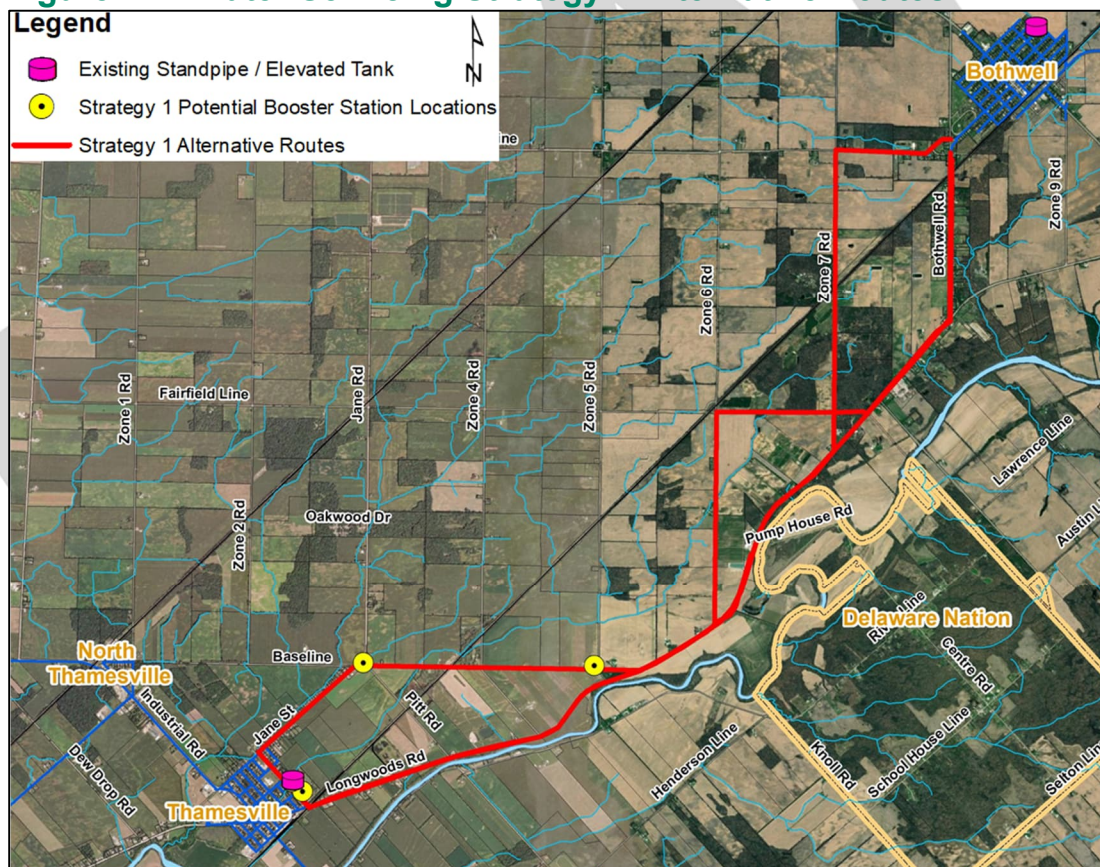 Water Servicing Strategy
Legend
Existing Standpipe / Elevated Tank
Strategy 1 Potential Booster Station Locations
Strategy 1 Alternative Routes
N
Bothwell
Zone 9 Rd
Bothwell Rd
Zone 7 Rd
Zone 6 Rd
Zone 5 Rd
Zone 4 Rd
Jane Rd
Fairfield Line
Zone 1 Rd
Zone 2 Rd
Oakwood Dr
Lawrence Line
Pump House Rd
Delaware Nation
Centre Rd
North
Thamesville
Baseline
Industrial Rd
Jane St
Pitt Rd
Dew Drop Rd
Longwoods Rd
Thamesville
Henderson Line
Knoll Rd
School House Line
Selton Line